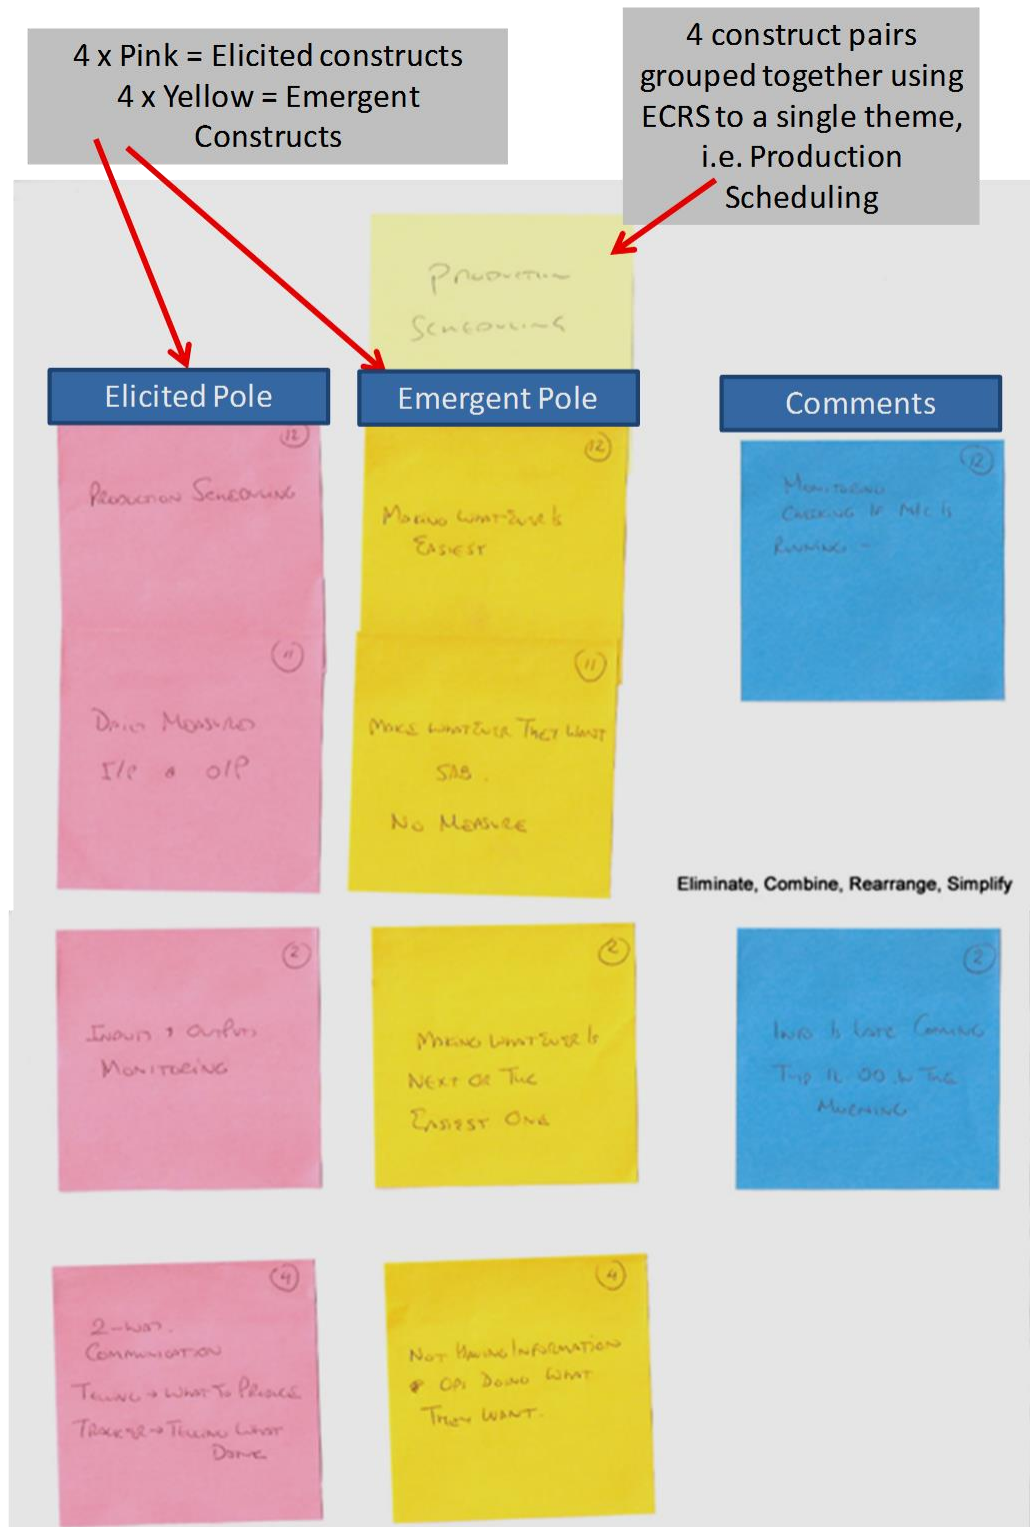 4 x Pink = Elicited constructs
4 x Yellow = Emergent
Constructs
4 construct pairs
grouped together using
ECRS to a single theme,
i.e. Production
Scheduling
PRODUCTION
SCHEDULING
Elicited Pole
Emergent Pole
Comments
12
PRODUCTION SCHEDULING
12
MAKING WHATEVER IS
EASIEST
12
MONITORING
CHECKING IF M/C IS
RUNNING
11
DAILY MEASURES
I/P & O/P
11
MAKE WHATEVER THEY WANT
NO MEASURE
Eliminate, Combine, Rearrange, Simplify
2
INPUTS & OUTPUTS
MONITORING
2
MAKING WHATEVER IS
NEXT OR THE
EASIEST ONE
2
INFO IS LATE COMING
11.00 IN THE
MORNING
4
2-WAY
COMMUNICATION
TELLING → WHAT TO PRODUCE
TRACKER → TELLING WHAT
DONE
4
NOT HAVING INFORMATION
& OPS DOING WHAT
THEY WANT.